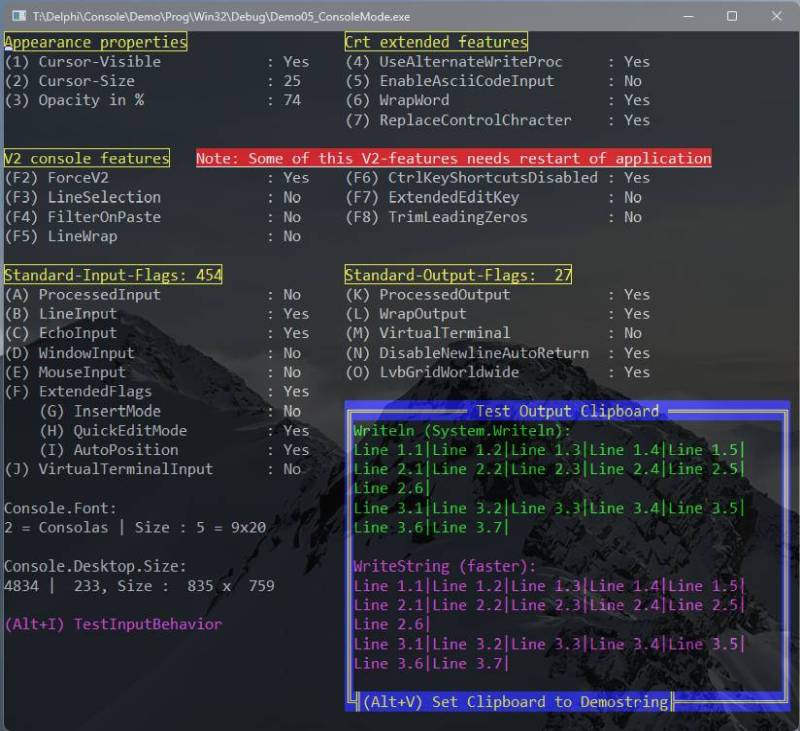 T:\Delphi\Console\Demo\Prog\Win32\Debug\Demo05_ConsoleMode.exe
Appearance properties
(1) Cursor-Visible : Yes
(2) Cursor-Size : 25
(3) Opacity in % : 74
Crt extended features
(4) UseAlternateWriteProc : Yes
(5) EnableAsciiCodeInput : No
(6) WrapWord : Yes
(7) ReplaceControlChracter : Yes
V2 console features
Note: Some of this V2-features needs restart of application
(F2) ForceV2 : Yes
(F3) LineSelection : No
(F4) FilterOnPaste : No
(F5) LineWrap : No
(F6) CtrlKeyShortcutsDisabled : Yes
(F7) ExtendedEditKey : No
(F8) TrimLeadingZeros : No
Standard-Input-Flags: 454
(A) ProcessedInput : No
(B) LineInput : Yes
(C) EchoInput : Yes
(D) WindowInput : No
(E) MouseInput : No
(F) ExtendedFlags : Yes
(G) InsertMode : No
(H) QuickEditMode : Yes
(I) AutoPosition : Yes
(J) VirtualTerminalInput : No
Standard-Output-Flags: 27
(K) ProcessedOutput : Yes
(L) WrapOutput : Yes
(M) VirtualTerminal : No
(N) DisableNewlineAutoReturn : Yes
(O) LvbGridWorldwide : Yes
Console.Font:
2 = Consolas | Size : 5 = 9x20
Console.Desktop.Size:
4834 | 233, Size : 835 x 759
(Alt+I) TestInputBehavior
Test Output Clipboard
Writeln (System.Writeln):
Line 1.1|Line 1.2|Line 1.3|Line 1.4|Line 1.5|
Line 2.1|Line 2.2|Line 2.3|Line 2.4|Line 2.5|
Line 2.6|
Line 3.1|Line 3.2|Line 3.3|Line 3.4|Line 3.5|
Line 3.6|Line 3.7|
WriteString (faster):
Line 1.1|Line 1.2|Line 1.3|Line 1.4|Line 1.5|
Line 2.1|Line 2.2|Line 2.3|Line 2.4|Line 2.5|
Line 2.6|
Line 3.1|Line 3.2|Line 3.3|Line 3.4|Line 3.5|
Line 3.6|Line 3.7|
(Alt+V) Set Clipboard to Demostring